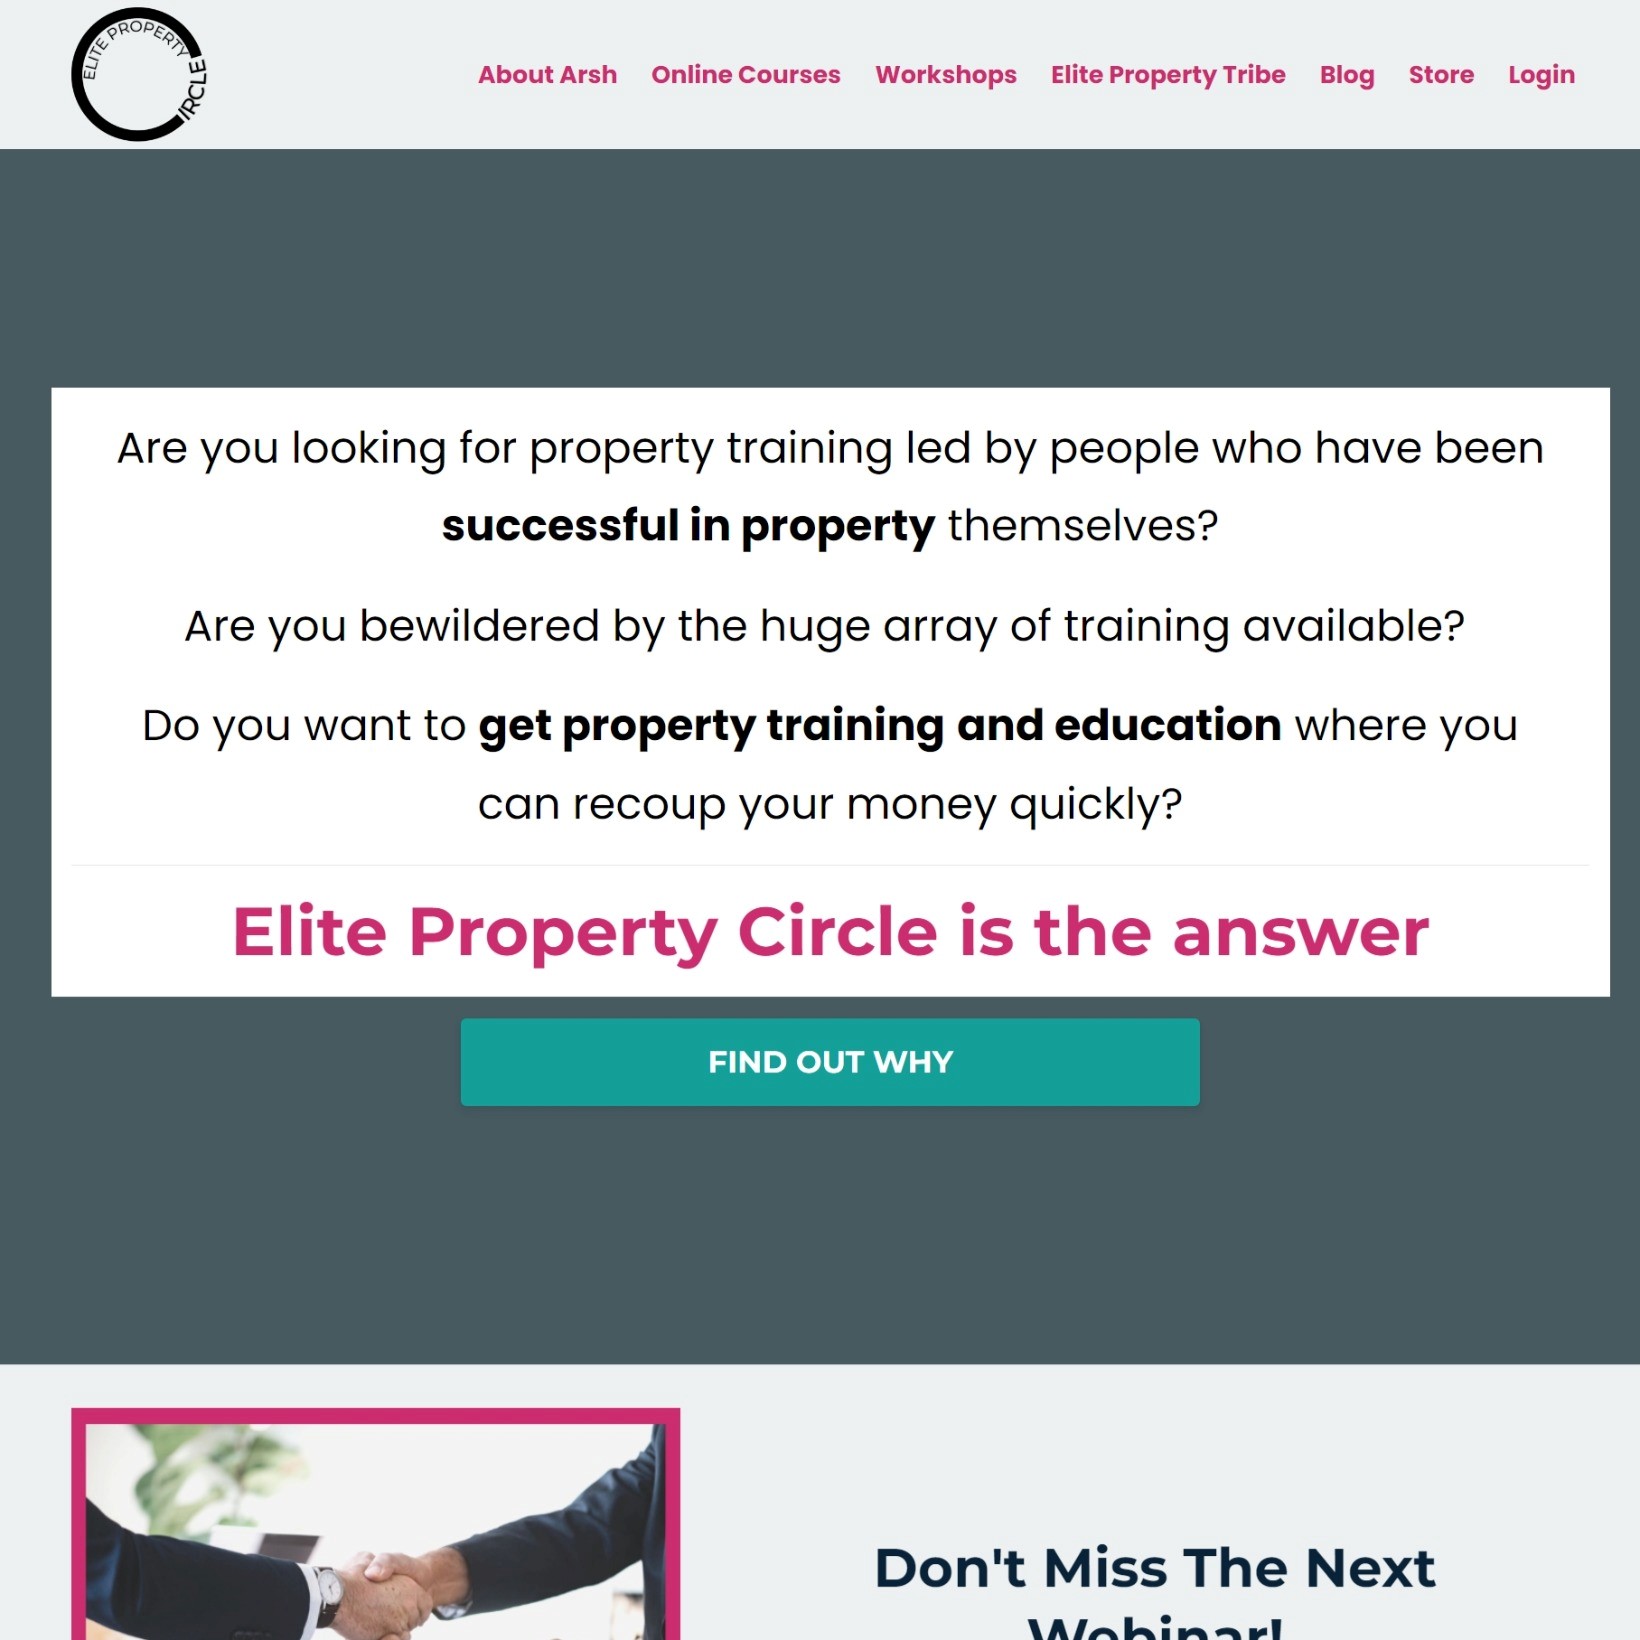 ELITE PROPERTY CIRCLE
About Arsh
Online Courses
Workshops
Elite Property Tribe
Blog
Store
Login
Are you looking for property training led by people who have been
successful in property themselves?
Are you bewildered by the huge array of training available?
Do you want to get property training and education where you
can recoup your money quickly?
Elite Property Circle is the answer
FIND OUT WHY
Don't Miss The Next
Webinar!